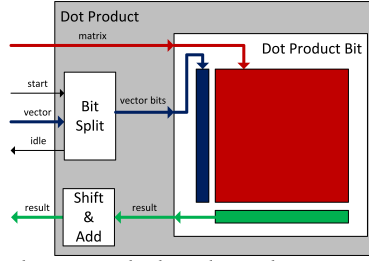 Dot Product
matrix
Dot Product Bit
start
vector
idle
Bit
Split
vector bits
result
Shift
&
Add
result